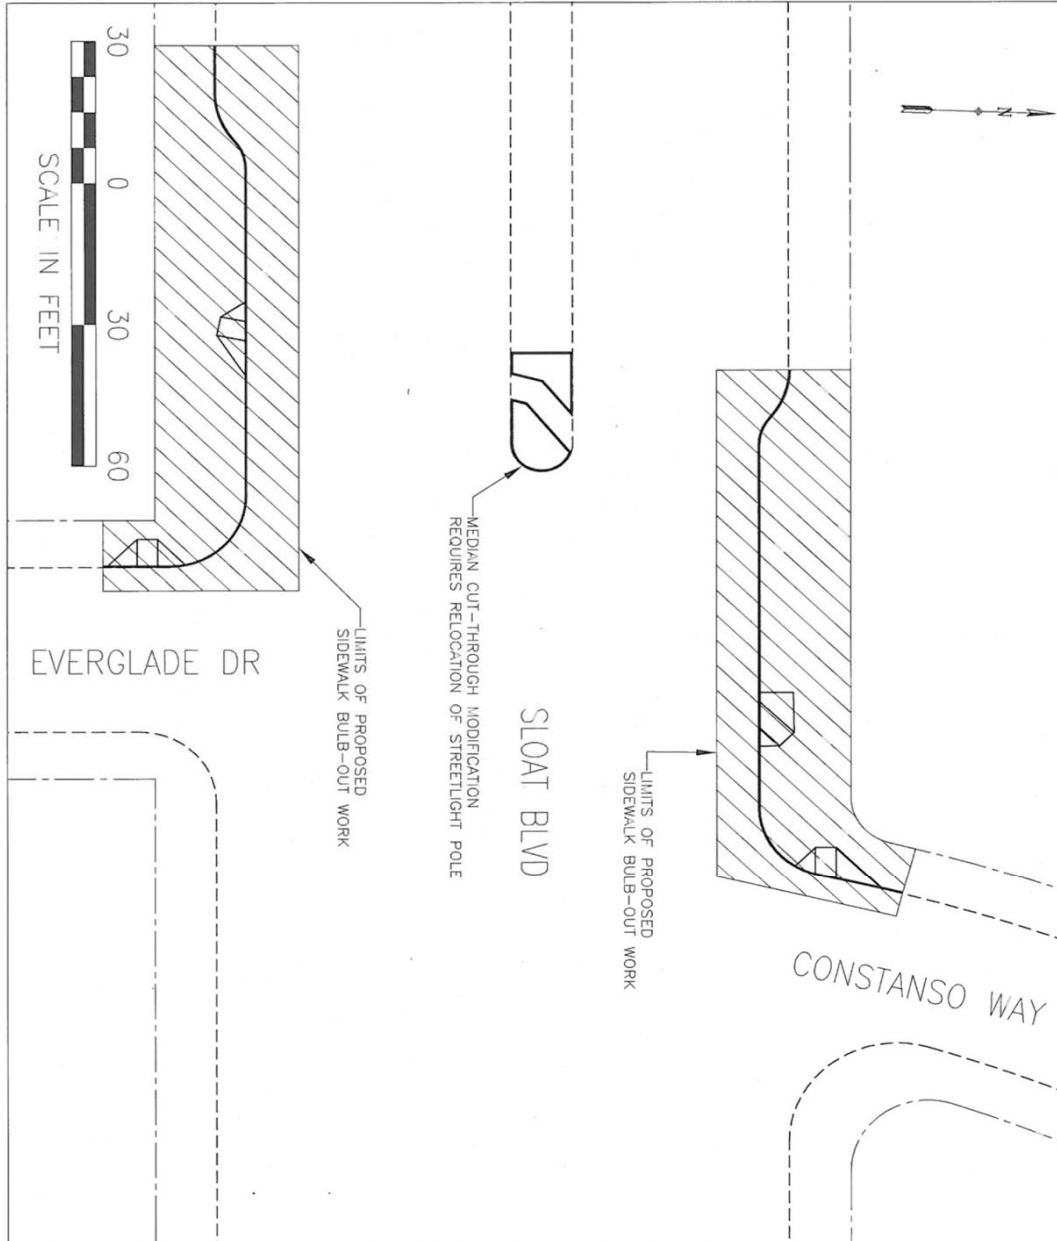 30
0
30
60
SCALE IN FEET
N
MEDIAN CUT-THROUGH MODIFICATION
REQUIRES RELOCATION OF STREETLIGHT POLE
LIMITS OF PROPOSED
SIDEWALK BULB-OUT WORK
EVERGLADE DR
SLOAT BLVD
LIMITS OF PROPOSED
SIDEWALK BULB-OUT WORK
CONSTANSO WAY